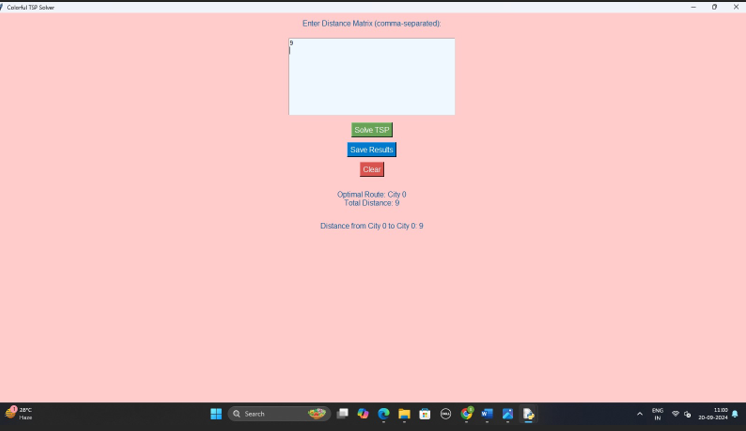 Colorful TSP Solver
Enter Distance Matrix (comma-separated):
9
Solve TSP
Save Results
Clear
Optimal Route: City 0
Total Distance: 9
Distance from City 0 to City 0: 9
28°C
Haze
Search
ENG
IN
11:00
20-09-2024